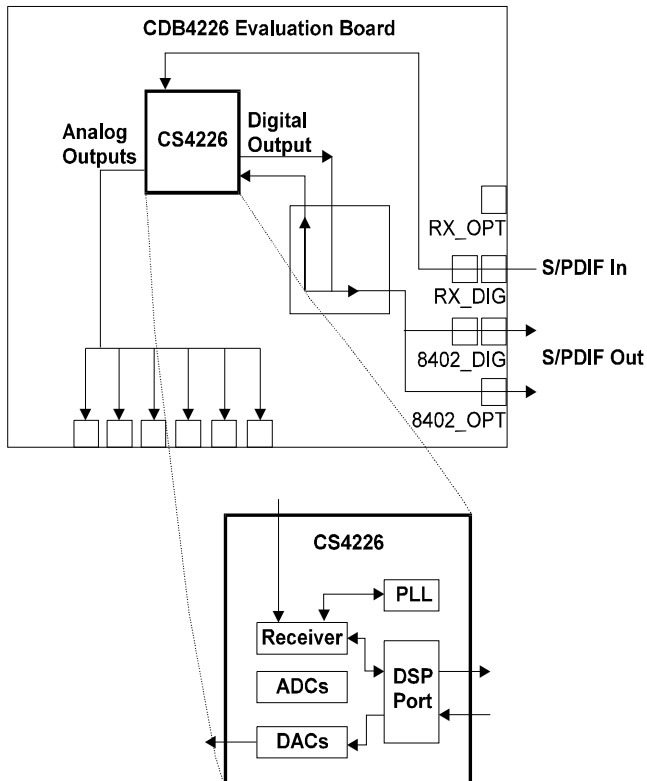 CDB4226 Evaluation Board
Analog
Outputs
CS4226
Digital
Output
RX_OPT
S/PDIF In
RX_DIG
8402_DIG
S/PDIF Out
8402_OPT
CS4226
PLL
Receiver
ADCs
DSP
Port
DACs